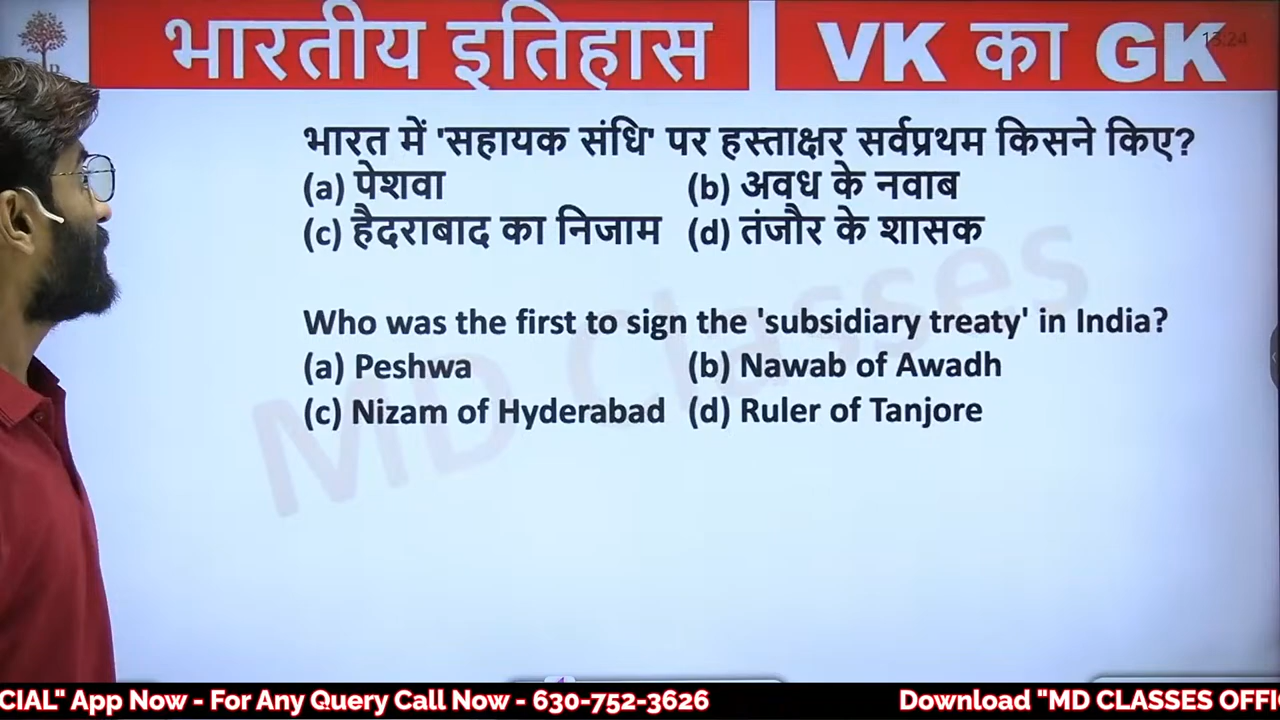 भारतीय इतिहास
VK का GK
13:24
भारत में 'सहायक संधि' पर हस्ताक्षर सर्वप्रथम किसने किए?
(a) पेशवा (b) अवध के नवाब
(c) हैदराबाद का निजाम (d) तंजौर के शासक
MD Classes
Who was the first to sign the 'subsidiary treaty' in India?
(a) Peshwa (b) Nawab of Awadh
(c) Nizam of Hyderabad (d) Ruler of Tanjore
CIAL" App Now - For Any Query Call Now - 630-752-3626
Download "MD CLASSES OFFI